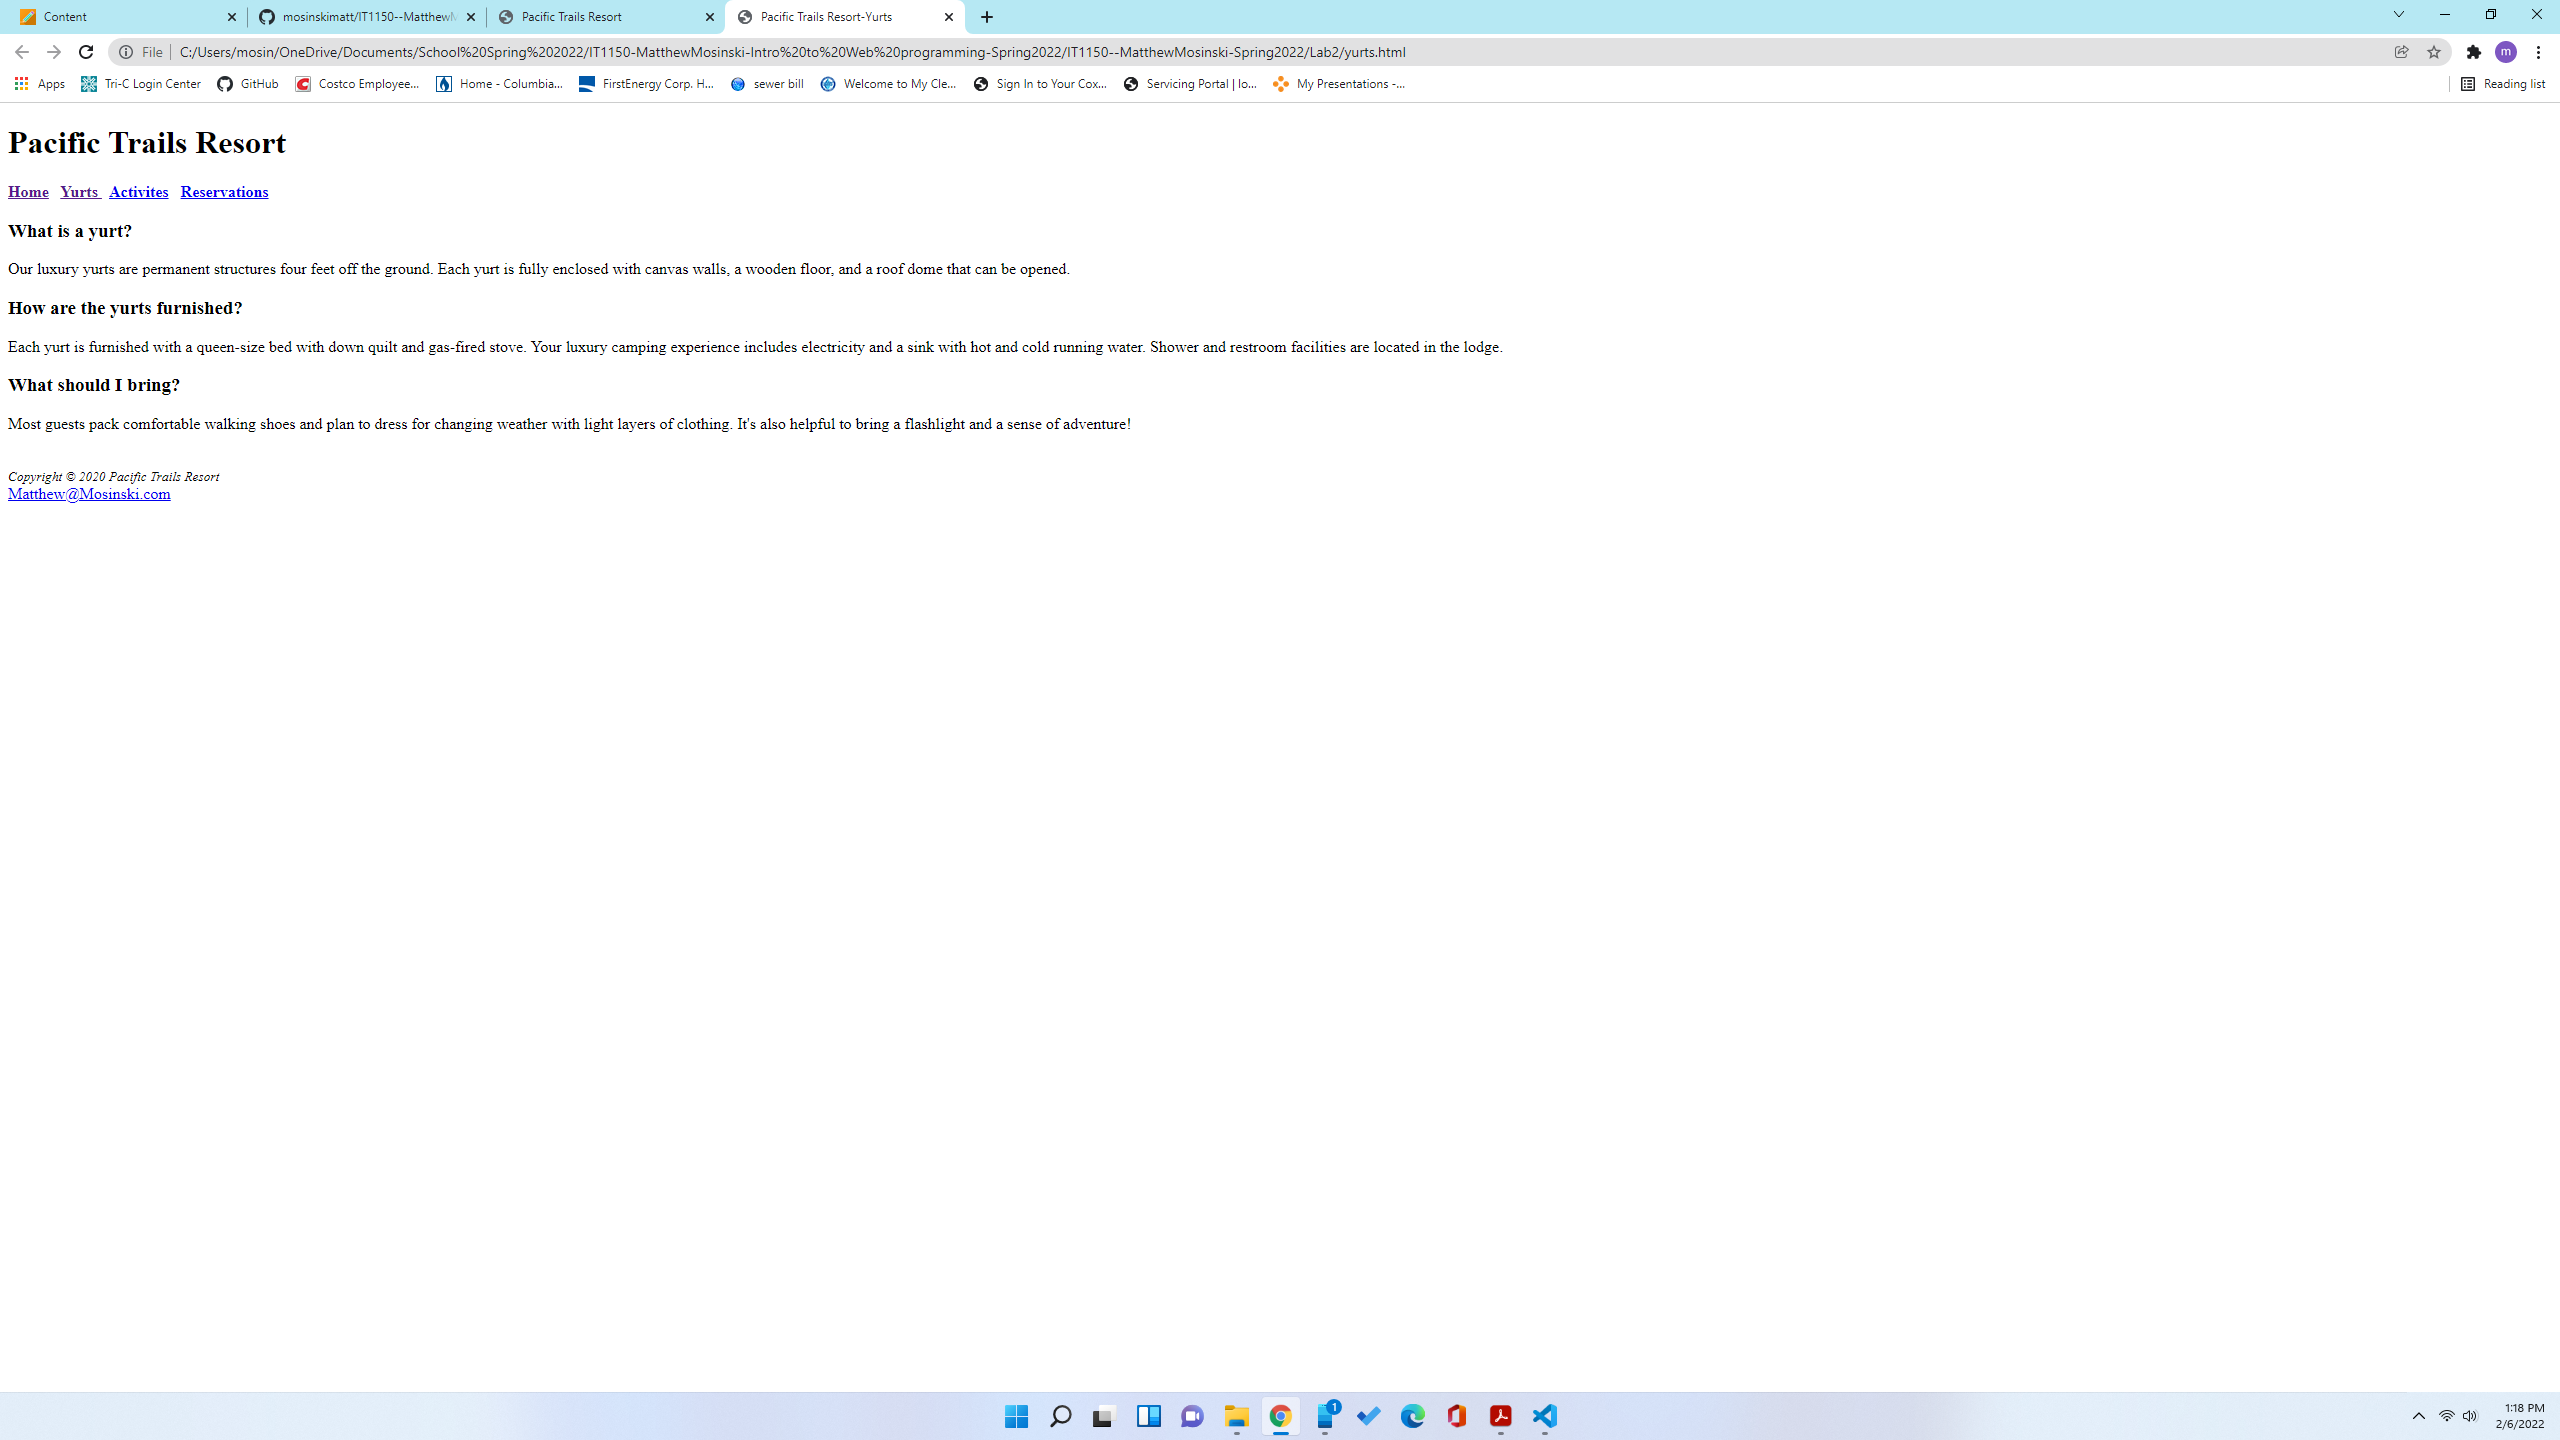 Content
mosinskimatt/IT1150--MatthewM
Pacific Trails Resort
Pacific Trails Resort-Yurts
File
C:/Users/mosin/OneDrive/Documents/School%20Spring%202022/IT1150-MatthewMosinski-Intro%20to%20Web%20programming-Spring2022/IT1150--MatthewMosinski-Spring2022/Lab2/yurts.html
m
Apps
Tri-C Login Center
GitHub
Costco Employee...
Home - Columbia...
FirstEnergy Corp. H...
sewer bill
Welcome to My Cle...
Sign In to Your Cox...
Servicing Portal | lo...
My Presentations -...
Reading list
Pacific Trails Resort
Home Yurts Activites Reservations
What is a yurt?
Our luxury yurts are permanent structures four feet off the ground. Each yurt is fully enclosed with canvas walls, a wooden floor, and a roof dome that can be opened.
How are the yurts furnished?
Each yurt is furnished with a queen-size bed with down quilt and gas-fired stove. Your luxury camping experience includes electricity and a sink with hot and cold running water. Shower and restroom facilities are located in the lodge.
What should I bring?
Most guests pack comfortable walking shoes and plan to dress for changing weather with light layers of clothing. It's also helpful to bring a flashlight and a sense of adventure!
Copyright © 2020 Pacific Trails Resort
Matthew@Mosinski.com
1
1:18 PM
2/6/2022